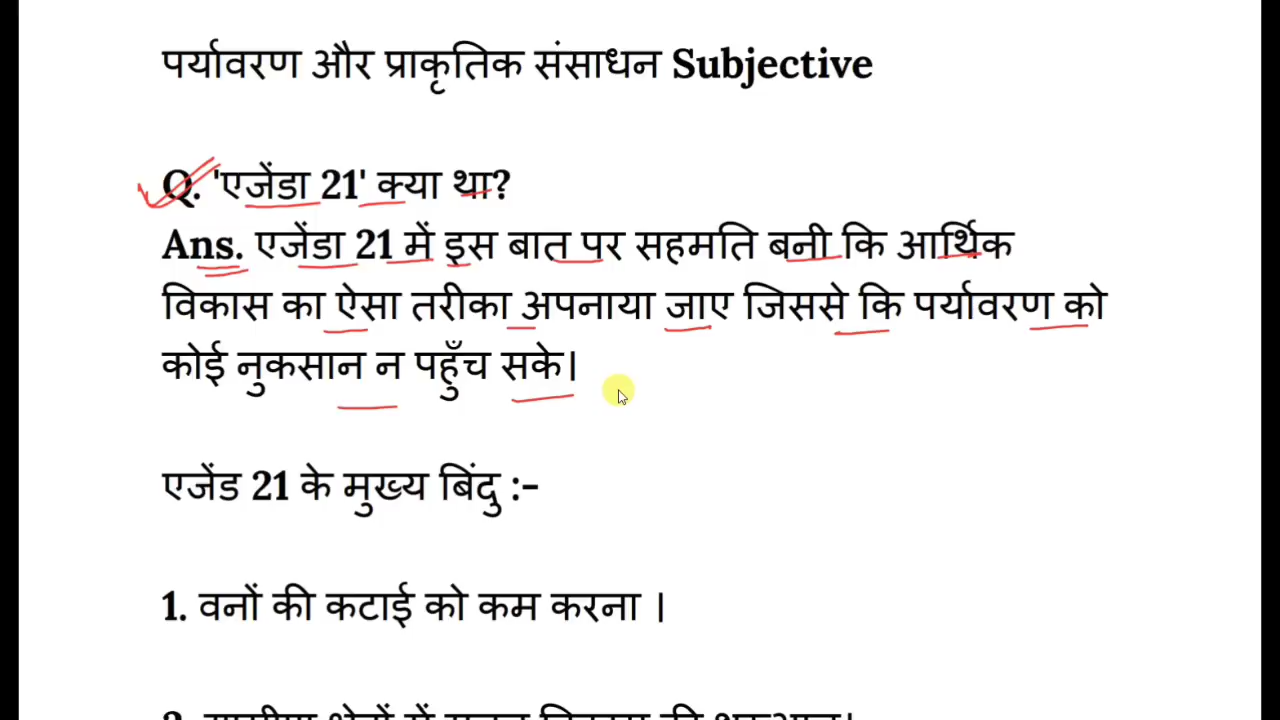 पर्यावरण और प्राकृतिक संसाधन Subjective
Q. 'एजेंडा 21' क्या था?
Ans. एजेंडा 21 में इस बात पर सहमति बनी कि आर्थिक
विकास का ऐसा तरीका अपनाया जाए जिससे कि पर्यावरण को
कोई नुकसान न पहुँच सके।
एजेंड 21 के मुख्य बिंदु :-
1. वनों की कटाई को कम करना ।